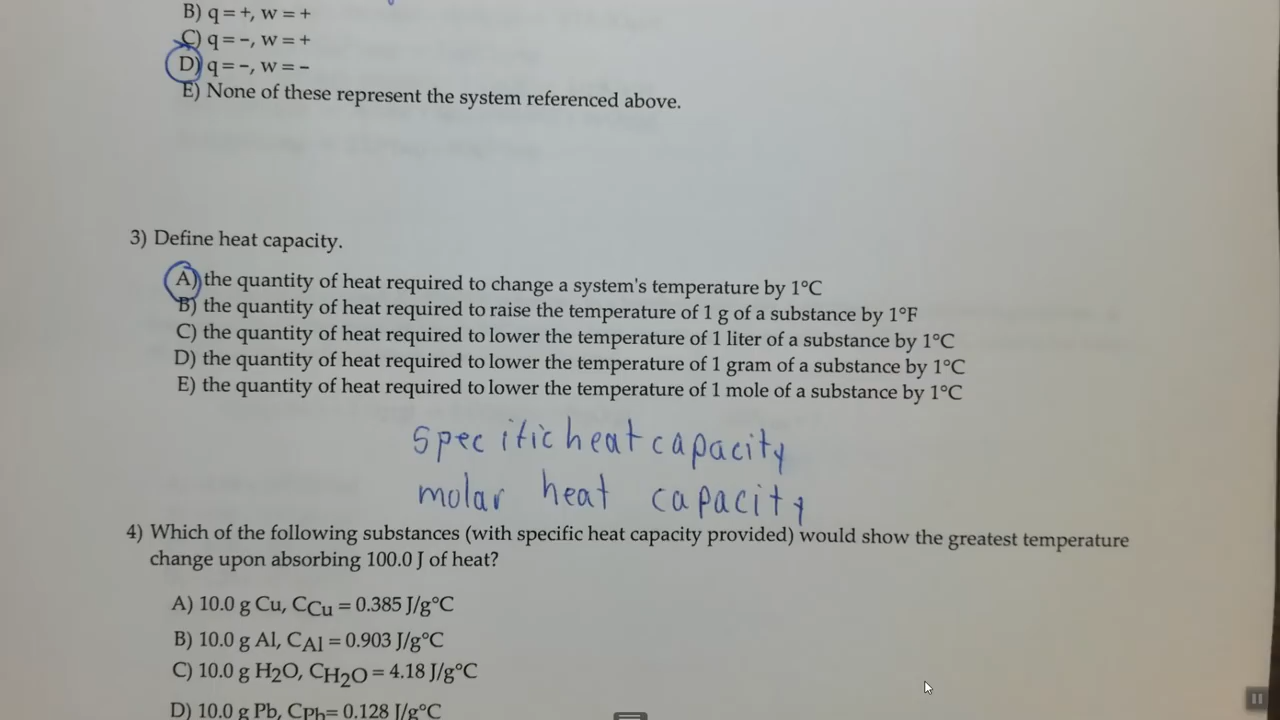 B) q = +, w = +
C) q = −, w = +
D) q = −, w = −
E) None of these represent the system referenced above.
3) Define heat capacity.
A) the quantity of heat required to change a system's temperature by 1°C
B) the quantity of heat required to raise the temperature of 1 g of a substance by 1°F
C) the quantity of heat required to lower the temperature of 1 liter of a substance by 1°C
D) the quantity of heat required to lower the temperature of 1 gram of a substance by 1°C
E) the quantity of heat required to lower the temperature of 1 mole of a substance by 1°C
specific heat capacity
molar heat capacity
4) Which of the following substances (with specific heat capacity provided) would show the greatest temperature
change upon absorbing 100.0 J of heat?
A) 10.0 g Cu, CCu = 0.385 J/g°C
B) 10.0 g Al, CAl = 0.903 J/g°C
C) 10.0 g H2O, CH2O = 4.18 J/g°C
D) 10.0 g Pb, CPb= 0.128 J/g°C